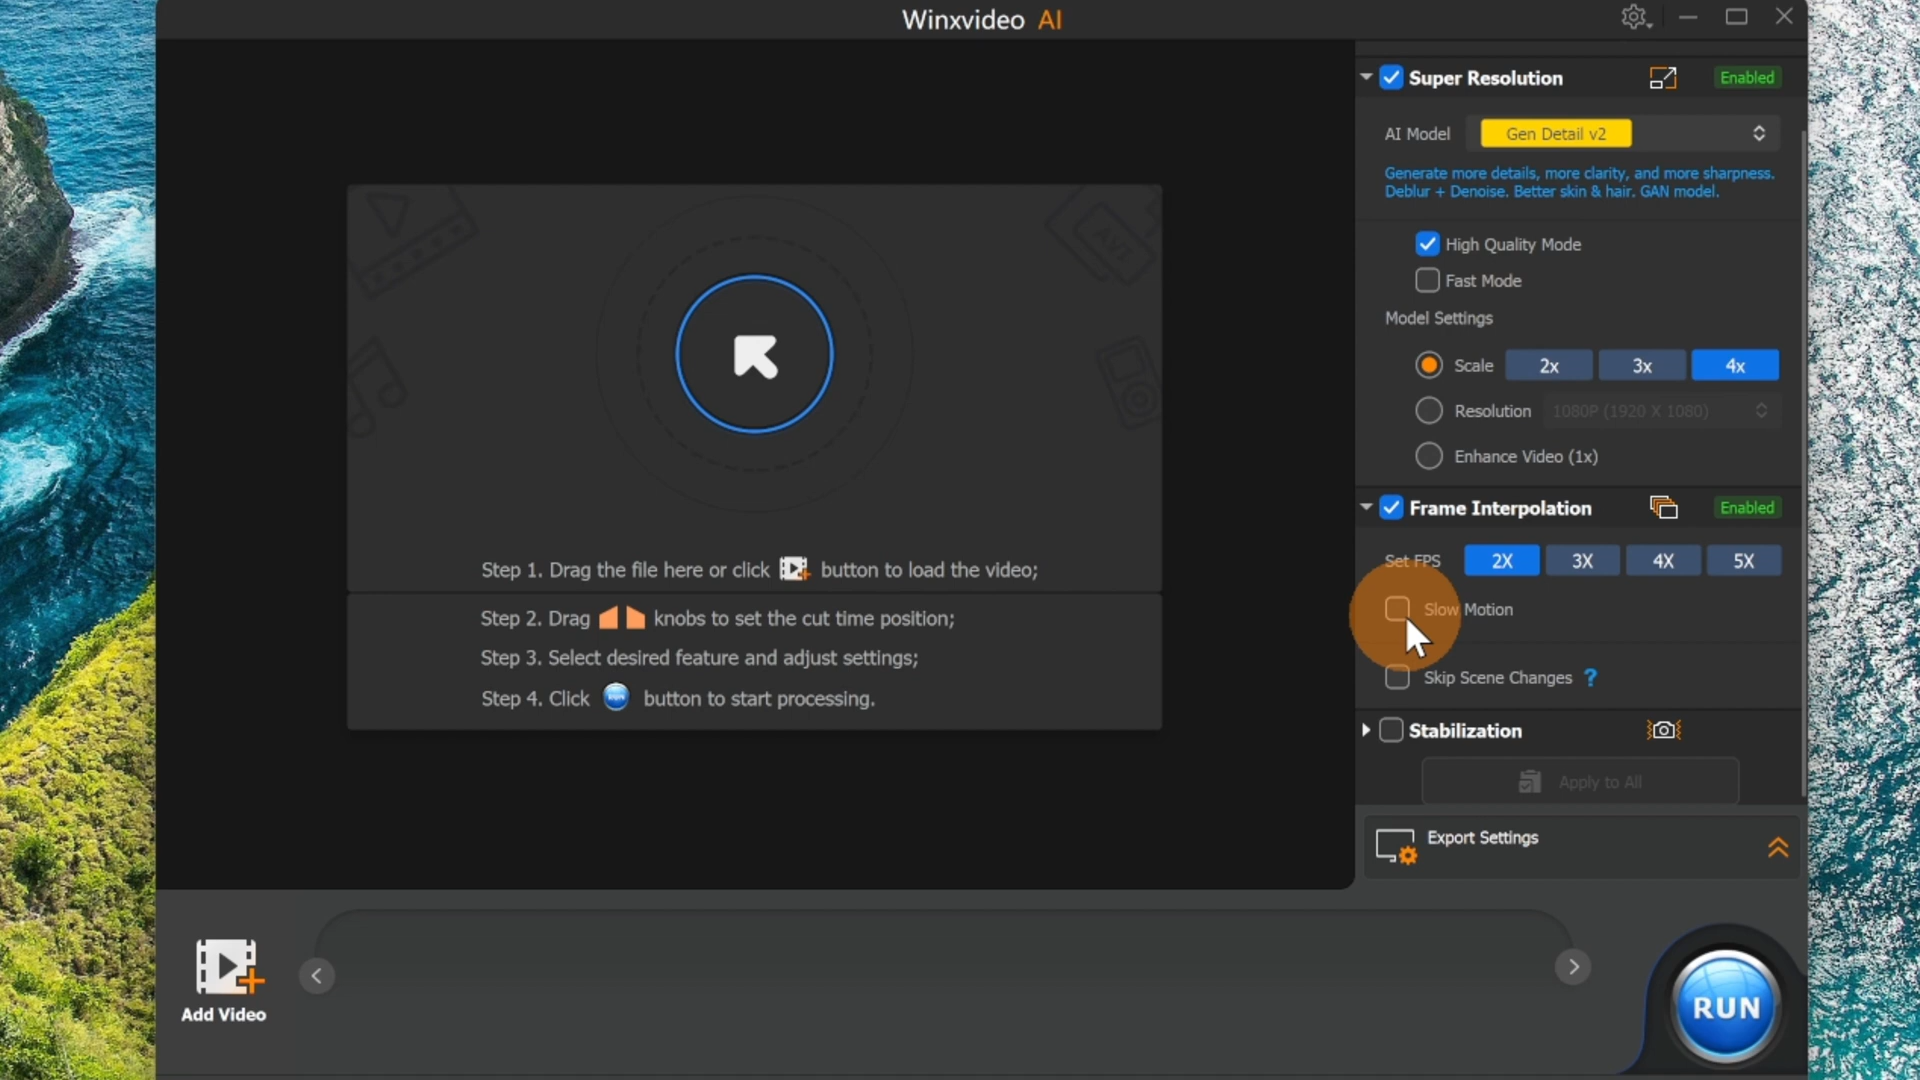 Winxvideo AI
Super Resolution
Enabled
AI Model
Gen Detail v2
Generate more details, more clarity, and more sharpness.
Deblur + Denoise. Better skin & hair. GAN model.
High Quality Mode
Fast Mode
Model Settings
Scale 2x 3x 4x
Resolution 1080P (1920 X 1080)
Enhance Video (1x)
Frame Interpolation
Enabled
Set FPS 2X 3X 4X 5X
Slow Motion
Skip Scene Changes ?
Stabilization
Apply to All
Export Settings
AVI
Step 1. Drag the file here or click button to load the video;
Step 2. Drag knobs to set the cut time position;
Step 3. Select desired feature and adjust settings;
Step 4. Click RUN button to start processing.
Add Video
RUN